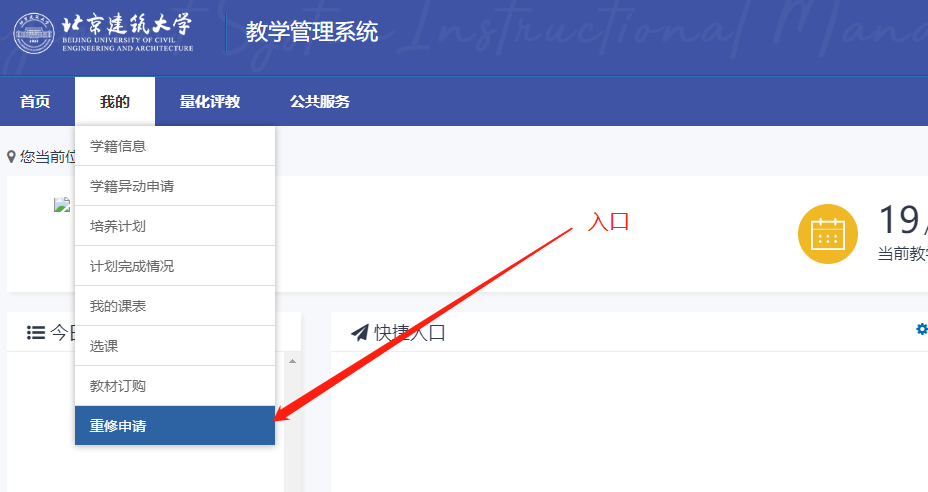 北京建筑大学
BEIJING UNIVERSITY OF CIVIL
ENGINEERING AND ARCHITECTURE
教学管理系统
首页 我的 量化评教 公共服务
您当前位
学籍信息
学籍异动申请
培养计划
计划完成情况
我的课表
选课
教材订购
重修申请
入口
19/
当前教学
今日
快捷入口